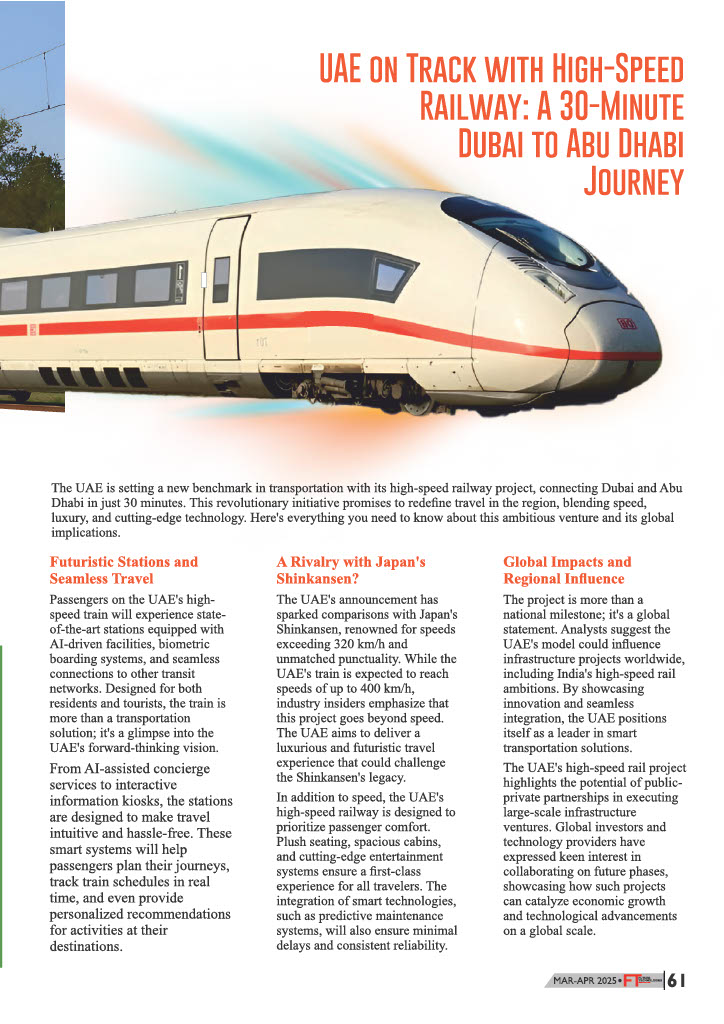 UAE ON TRACK WITH HIGH-SPEED
RAILWAY: A 30-MINUTE
DUBAI TO ABU DHABI
JOURNEY
The UAE is setting a new benchmark in transportation with its high-speed railway project, connecting Dubai and Abu
Dhabi in just 30 minutes. This revolutionary initiative promises to redefine travel in the region, blending speed,
luxury, and cutting-edge technology. Here's everything you need to know about this ambitious venture and its global
implications.
Futuristic Stations and
Seamless Travel
Passengers on the UAE's high-
speed train will experience state-
of-the-art stations equipped with
AI-driven facilities, biometric
boarding systems, and seamless
connections to other transit
networks. Designed for both
residents and tourists, the train is
more than a transportation
solution; it's a glimpse into the
UAE's forward-thinking vision.
From AI-assisted concierge
services to interactive
information kiosks, the stations
are designed to make travel
intuitive and hassle-free. These
smart systems will help
passengers plan their journeys,
track train schedules in real
time, and even provide
personalized recommendations
for activities at their
destinations.
A Rivalry with Japan's
Shinkansen?
The UAE's announcement has
sparked comparisons with Japan's
Shinkansen, renowned for speeds
exceeding 320 km/h and
unmatched punctuality. While the
UAE's train is expected to reach
speeds of up to 400 km/h,
industry insiders emphasize that
this project goes beyond speed.
The UAE aims to deliver a
luxurious and futuristic travel
experience that could challenge
the Shinkansen's legacy.
In addition to speed, the UAE's
high-speed railway is designed to
prioritize passenger comfort.
Plush seating, spacious cabins,
and cutting-edge entertainment
systems ensure a first-class
experience for all travelers. The
integration of smart technologies,
such as predictive maintenance
systems, will also ensure minimal
delays and consistent reliability.
Global Impacts and
Regional Influence
The project is more than a
national milestone; it's a global
statement. Analysts suggest the
UAE's model could influence
infrastructure projects worldwide,
including India's high-speed rail
ambitions. By showcasing
innovation and seamless
integration, the UAE positions
itself as a leader in smart
transportation solutions.
The UAE's high-speed rail project
highlights the potential of public-
private partnerships in executing
large-scale infrastructure
ventures. Global investors and
technology providers have
expressed keen interest in
collaborating on future phases,
showcasing how such projects
can catalyze economic growth
and technological advancements
on a global scale.
MAR-APR 2025 • FT 61